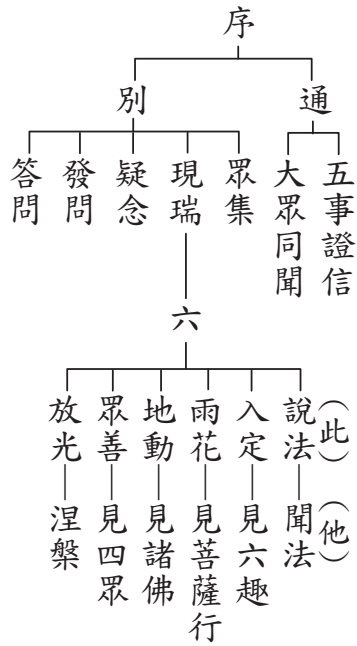 序
通
別
五事證信
大眾同聞
眾集
現瑞
疑念
發問
答問
六
（此）
說法
入定
雨花
地動
眾善
放光
（他）
聞法
見六趣
見菩薩行
見諸佛
見四眾
涅槃